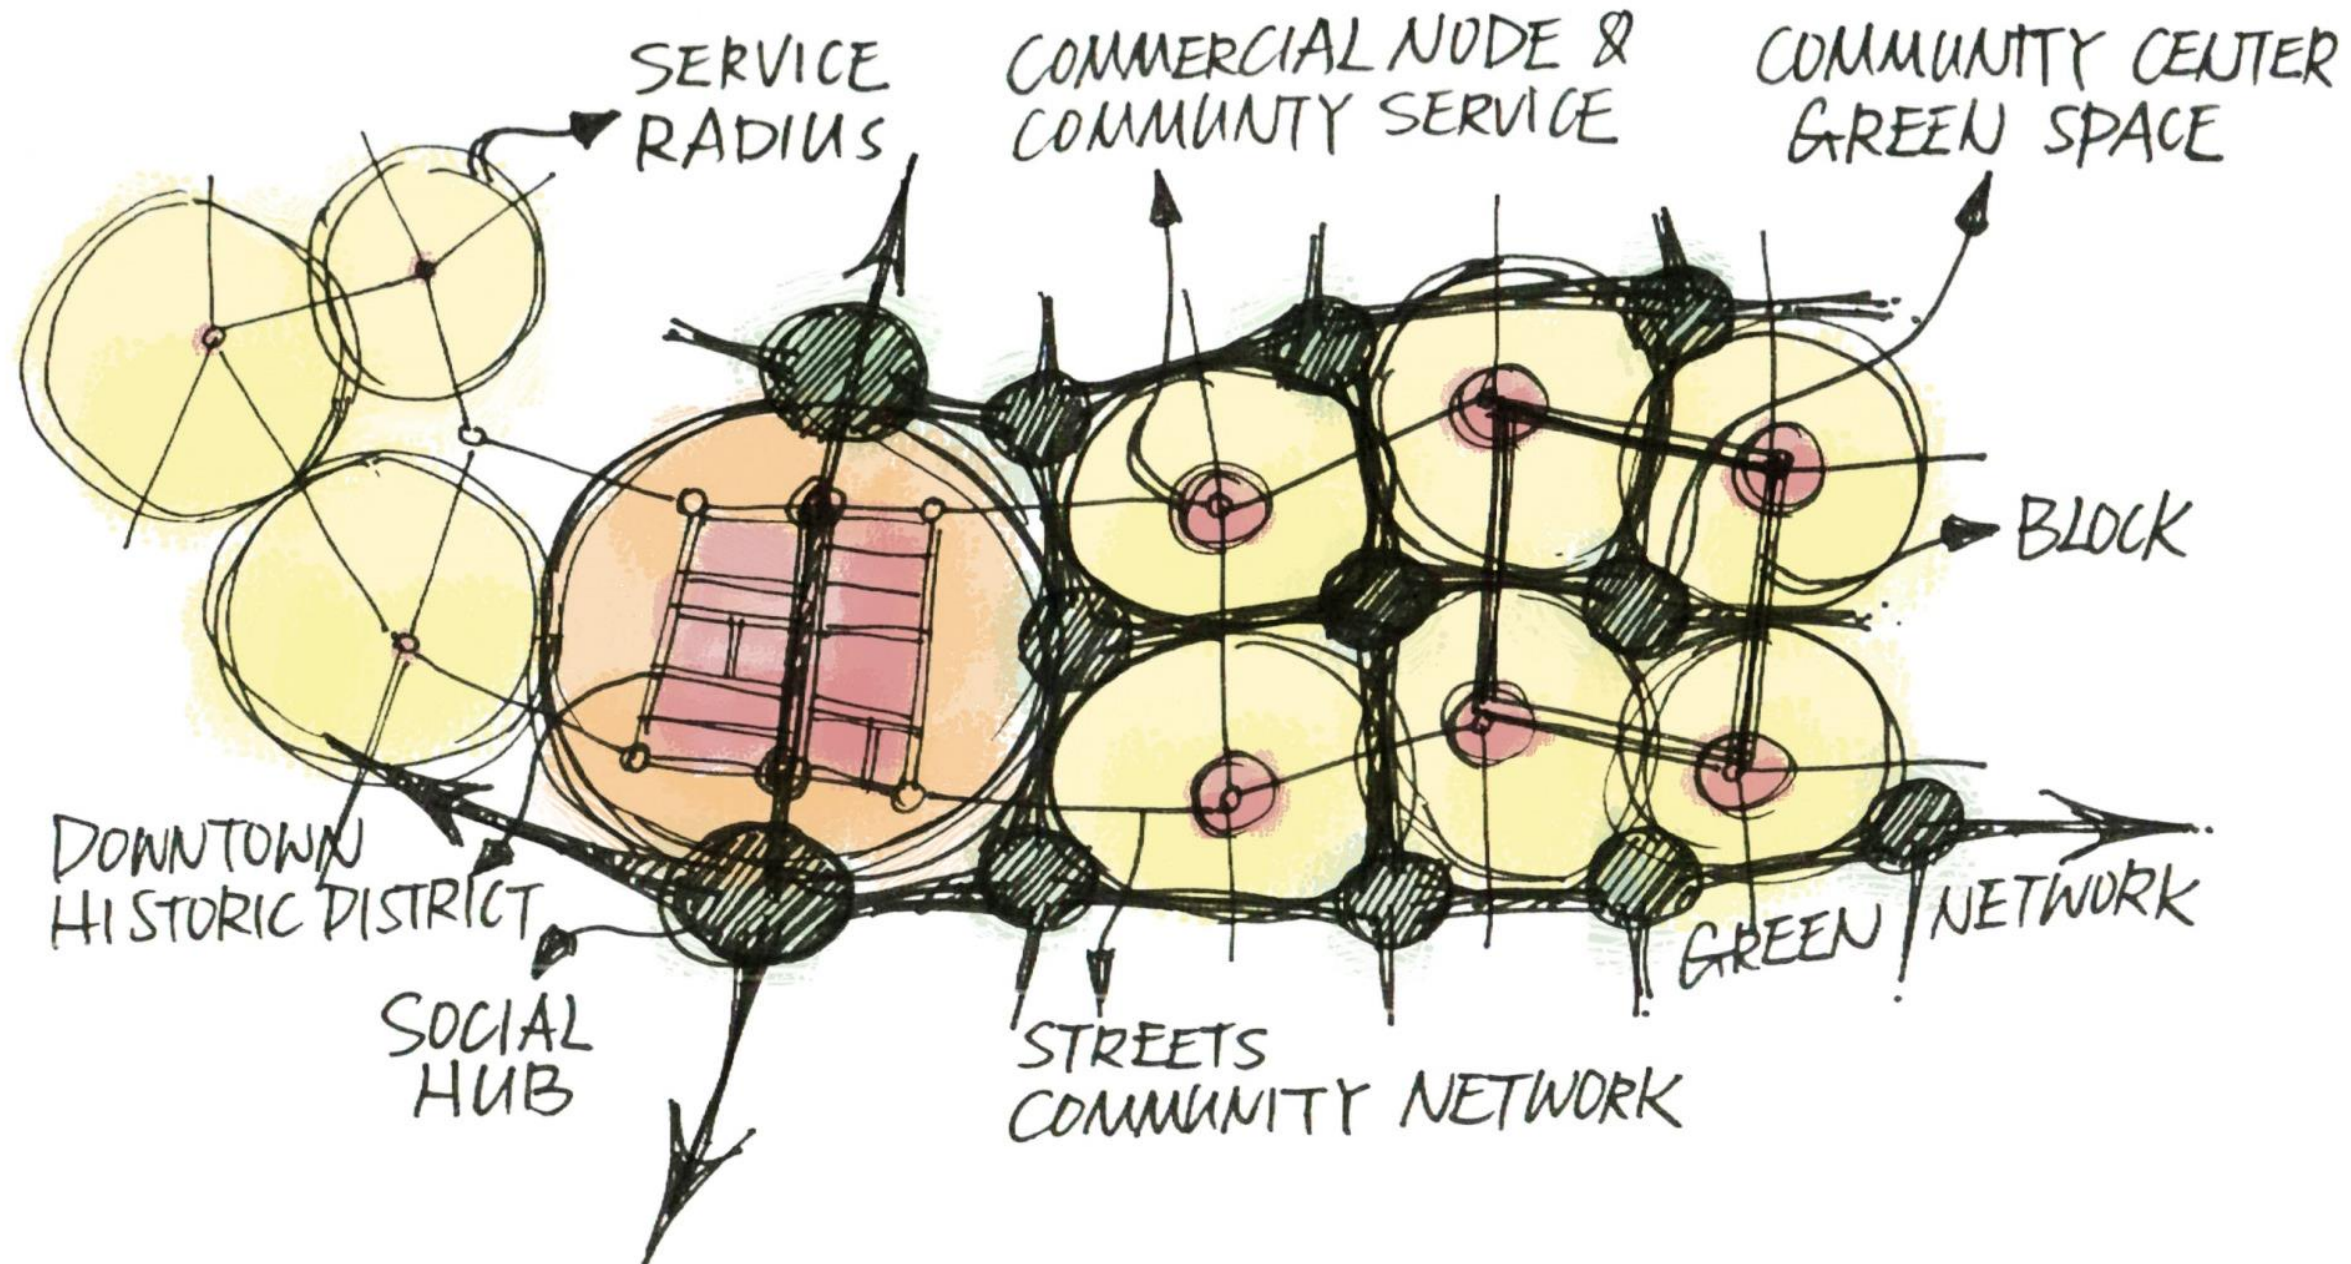 SERVICE
RADIUS
COMMERCIAL NODE &
COMMUNTY SERVICE
COMMUNITY CENTER
GREEN SPACE
BLOCK
DOWNTOWN
HISTORIC DISTRICT
SOCIAL
HUB
STREETS
COMMUNITY NETWORK
GREEN NETWORK